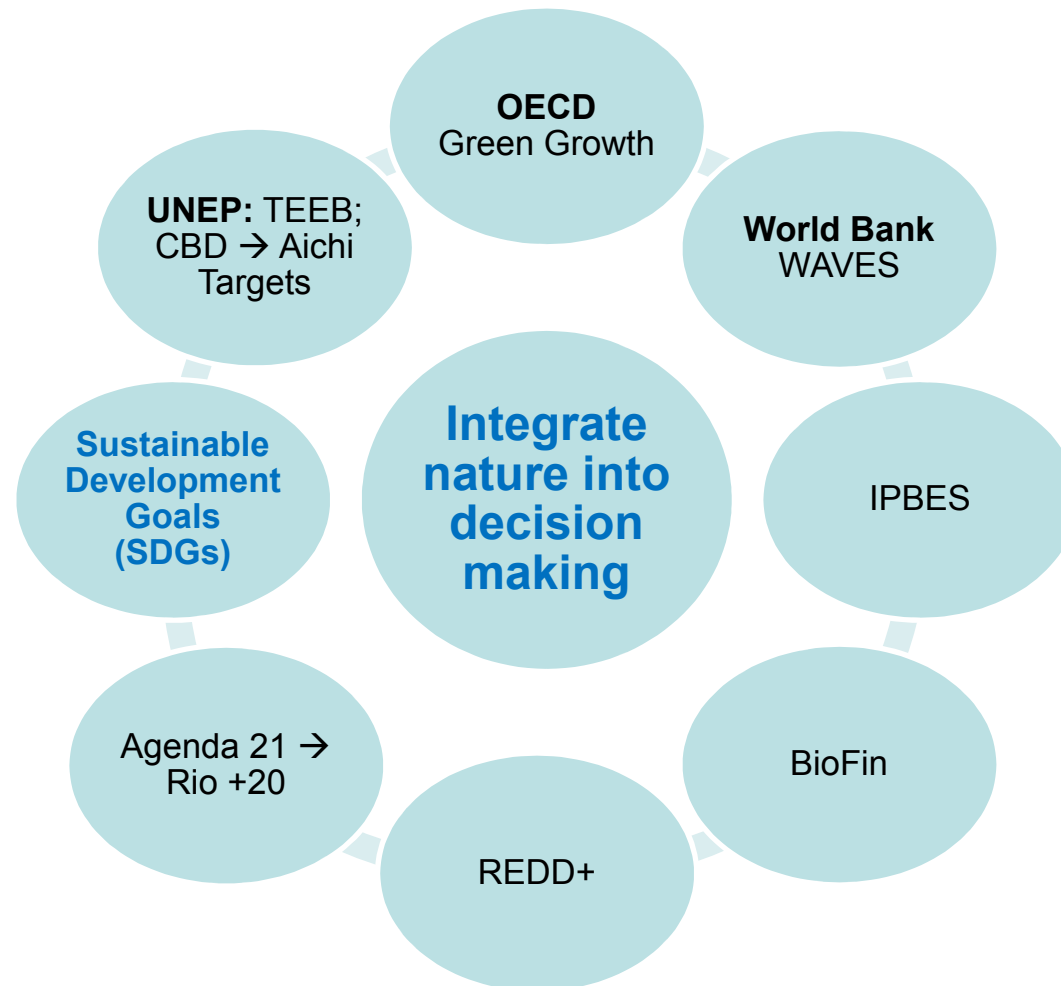 OECD
Green Growth
UNEP: TEEB;
CBD → Aichi
Targets
World Bank
WAVES
Sustainable
Development
Goals
(SDGs)
Integrate
nature into
decision
making
IPBES
Agenda 21 →
Rio +20
BioFin
REDD+